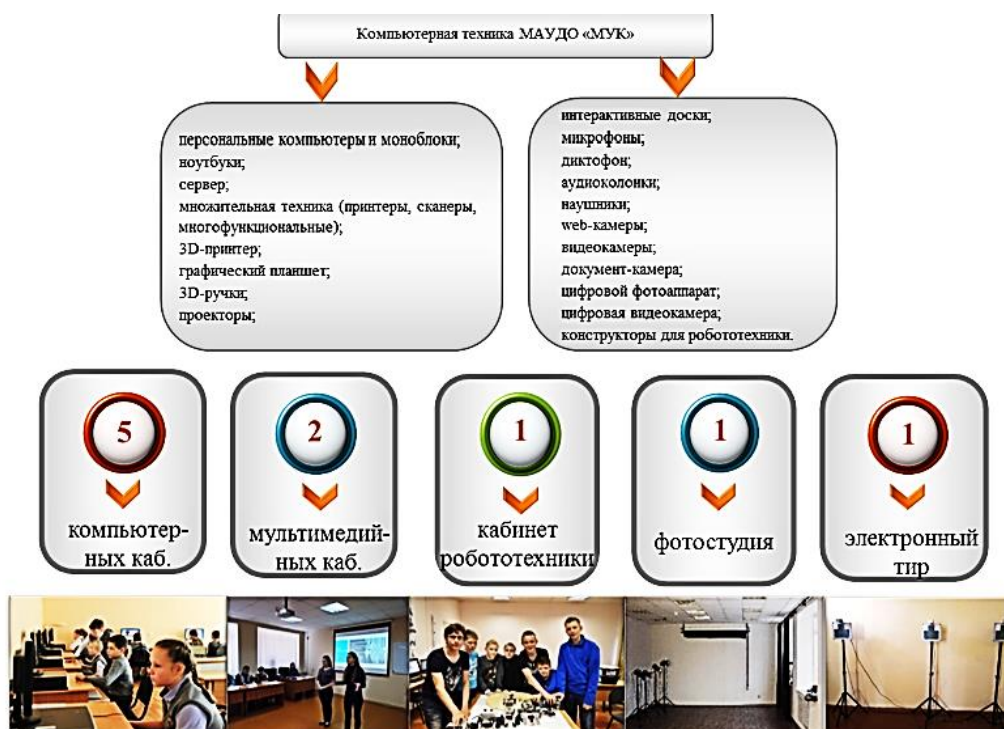 Компьютерная техника МАУДО «МУК»
персональные компьютеры и моноблоки;
ноутбуки;
сервер;
множительная техника (принтеры, сканеры,
многофункциональные);
3D-принтер;
графический планшет;
3D-ручки;
проекторы;
интерактивные доски;
микрофоны;
диктофон;
аудиоколонки;
наушники;
web-камеры;
видеокамеры;
документ-камера;
цифровой фотоаппарат;
цифровая видеокамера;
конструкторы для робототехники.
5
компьютер-
ных каб.
2
мультимедий-
ных каб.
1
кабинет
робототехники
1
фотостудия
1
электронный
тир